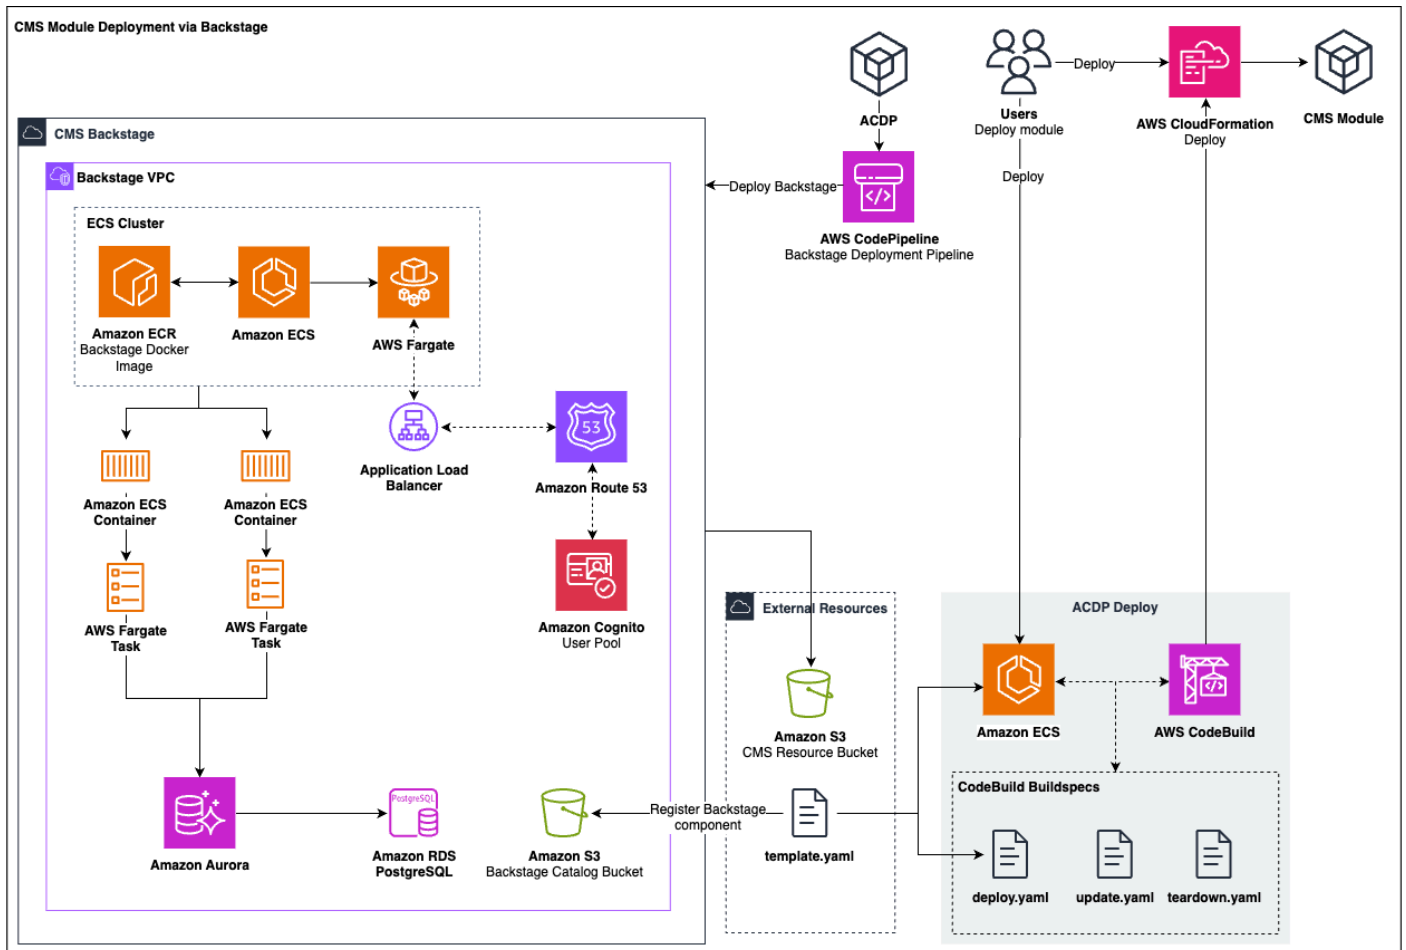 CMS Module Deployment via Backstage
ACDP
Users
Deploy module
Deploy
AWS CloudFormation
Deploy
CMS Module
CMS Backstage
Backstage VPC
Deploy Backstage
Deploy
AWS CodePipeline
Backstage Deployment Pipeline
ECS Cluster
Amazon ECR
Backstage Docker
Image
Amazon ECS
AWS Fargate
53
Application Load
Balancer
Amazon Route 53
Amazon ECS
Container
Amazon ECS
Container
AWS Fargate
Task
AWS Fargate
Task
Amazon Cognito
User Pool
External Resources
ACDP Deploy
Amazon S3
CMS Resource Bucket
Amazon ECS
AWS CodeBuild
CodeBuild Buildspecs
PostgreSQL
Register Backstage
component
Amazon Aurora
Amazon RDS
PostgreSQL
Amazon S3
Backstage Catalog Bucket
template.yaml
deploy.yaml
update.yaml
teardown.yaml